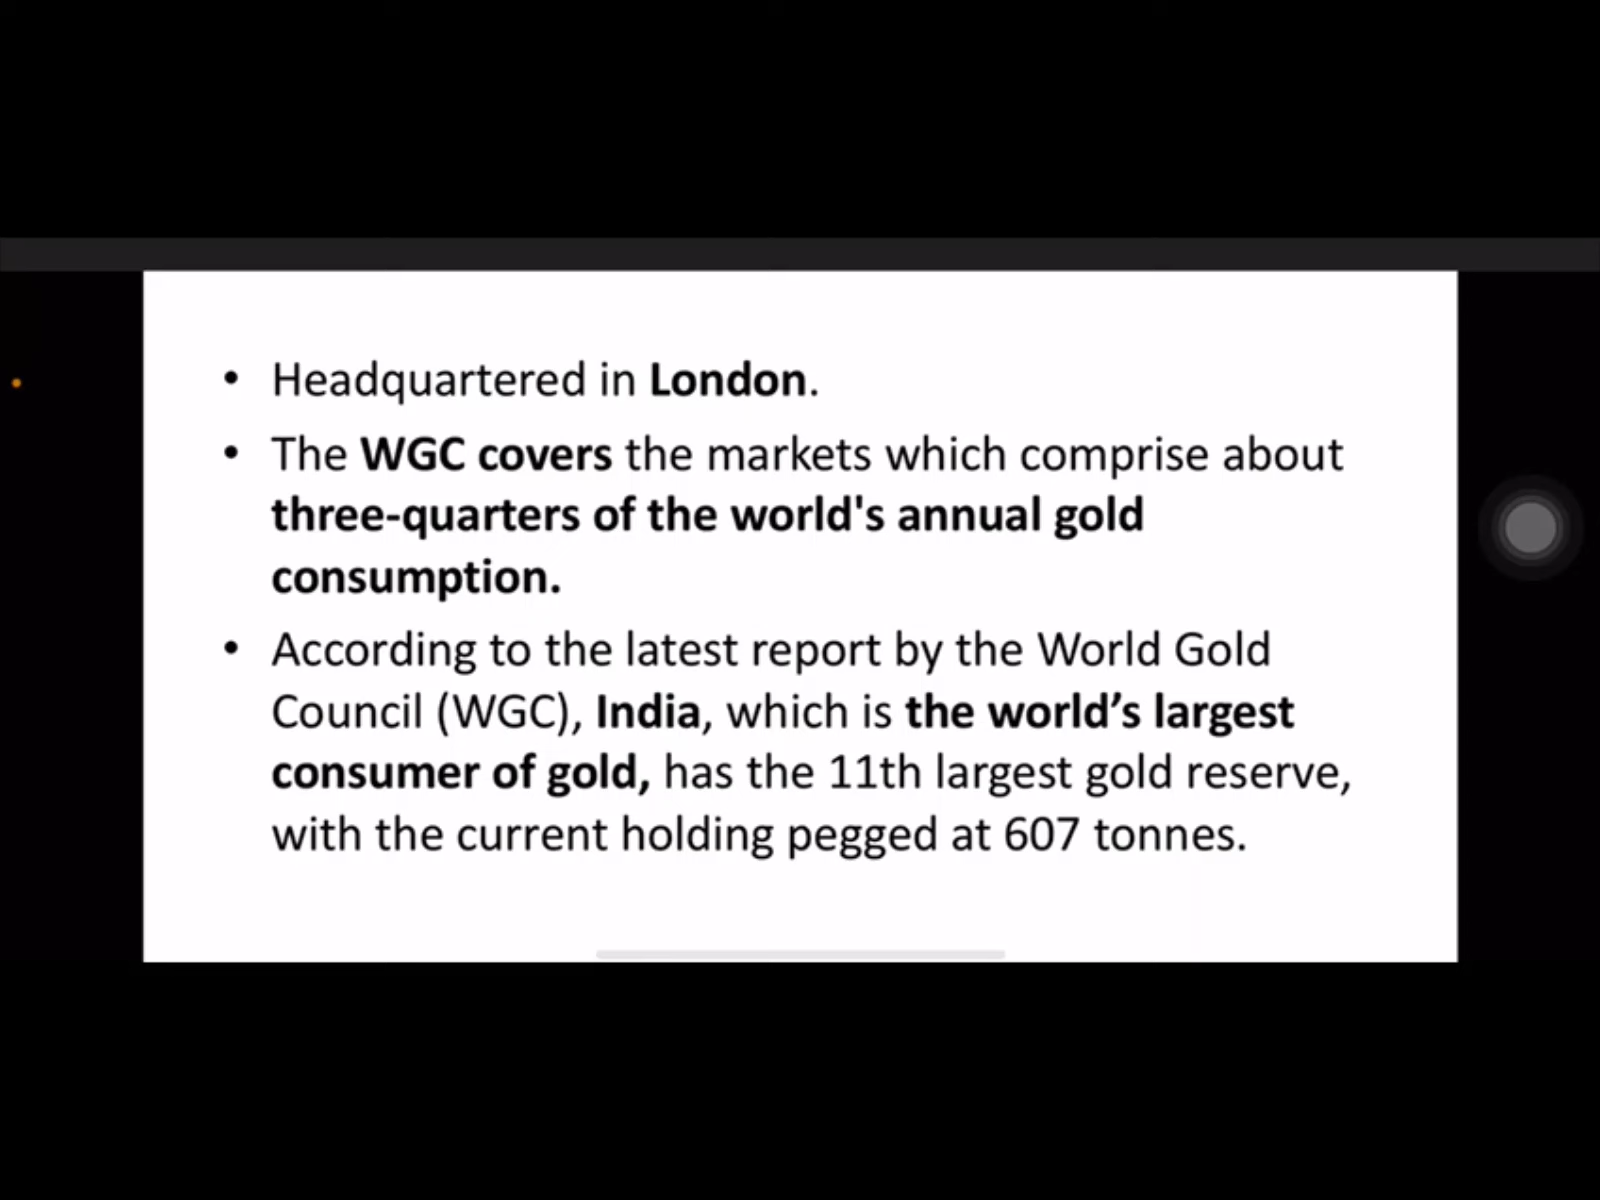 • Headquartered in London.
• The WGC covers the markets which comprise about
three-quarters of the world's annual gold
consumption.
• According to the latest report by the World Gold
Council (WGC), India, which is the world’s largest
consumer of gold, has the 11th largest gold reserve,
with the current holding pegged at 607 tonnes.